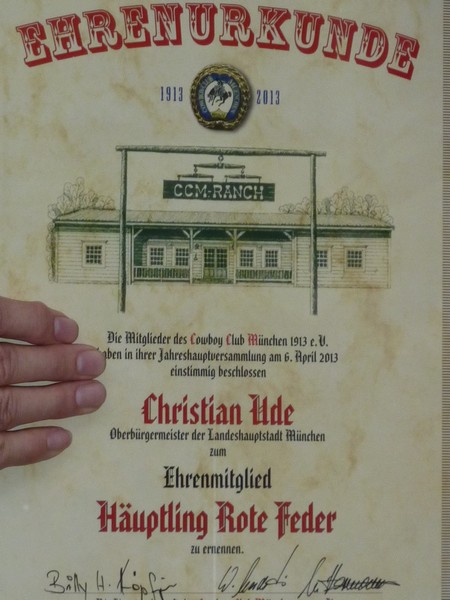 EHRENURKUNDE
1913 2013
CCM-RANCH
Die Mitglieder des Cowboy Club München 1913 e.V.
haben in ihrer Jahreshauptversammlung am 6. April 2013
einstimmig beschlossen
Christian Ude
Oberbürgermeister der Landeshauptstadt München
zum
Ehrenmitglied
Häuptling Rote Feder
zu ernennen.